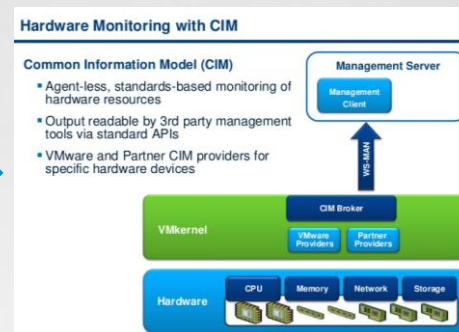 Hardware Monitoring with CIM
Common Information Model (CIM)
▪ Agent-less, standards-based monitoring of
hardware resources
▪ Output readable by 3rd party management
tools via standard APIs
▪ VMware and Partner CIM providers for
specific hardware devices
Management Server
Management
Client
WS-MAN
VMkernel
CIM Broker
VMware
Providers
Partner
Providers
Hardware
CPU
Memory
Network
Storage